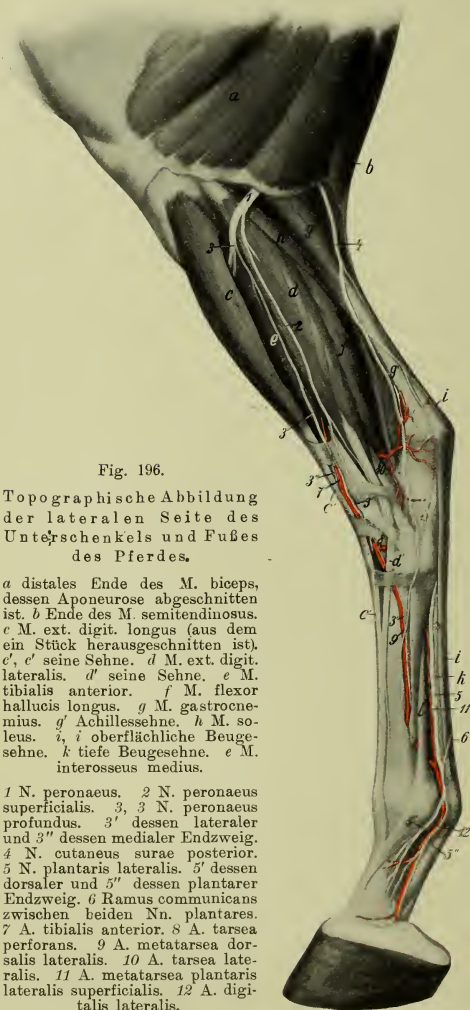 Fig. 196.
Topographische Abbildung
der lateralen Seite des
Unterschenkels und Fußes
des Pferdes.
a distales Ende des M. biceps,
dessen Aponeurose abgeschnitten
ist. b Ende des M. semitendinosus.
c M. ext. digit. longus (aus dem
ein Stück herausgeschnitten ist).
c', c' seine Sehne. d M. ext. digit.
lateralis. d' seine Sehne. e M.
tibialis anterior. f M. flexor
hallucis longus. g M. gastrocne-
mius. g' Achillessehne. h M. so-
leus. i, i oberflächliche Beuge-
sehne. k tiefe Beugesehne. e M.
interosseus medius.
1 N. peronaeus. 2 N. peronaeus
superficialis. 3, 3 N. peronaeus
profundus. 3' dessen lateraler
und 3'' dessen medialer Endzweig.
4 N. cutaneus surae posterior.
5 N. plantaris lateralis. 5' dessen
dorsaler und 5'' dessen plantarer
Endzweig. 6 Ramus communicans
zwischen beiden Nn. plantares.
7 A. tibialis anterior. 8 A. tarsea
perforans. 9 A. metatarsea dor-
salis lateralis. 10 A. tarsea late-
ralis. 11 A. metatarsea plantaris
lateralis superficialis. 12 A. digi-
talis lateralis.
a
b
1
h
g
4
3
c
d
2
e
3
g
i
3''
7
c'
d'
c'
3'
9
i
k
5
l
11
6
12
5''